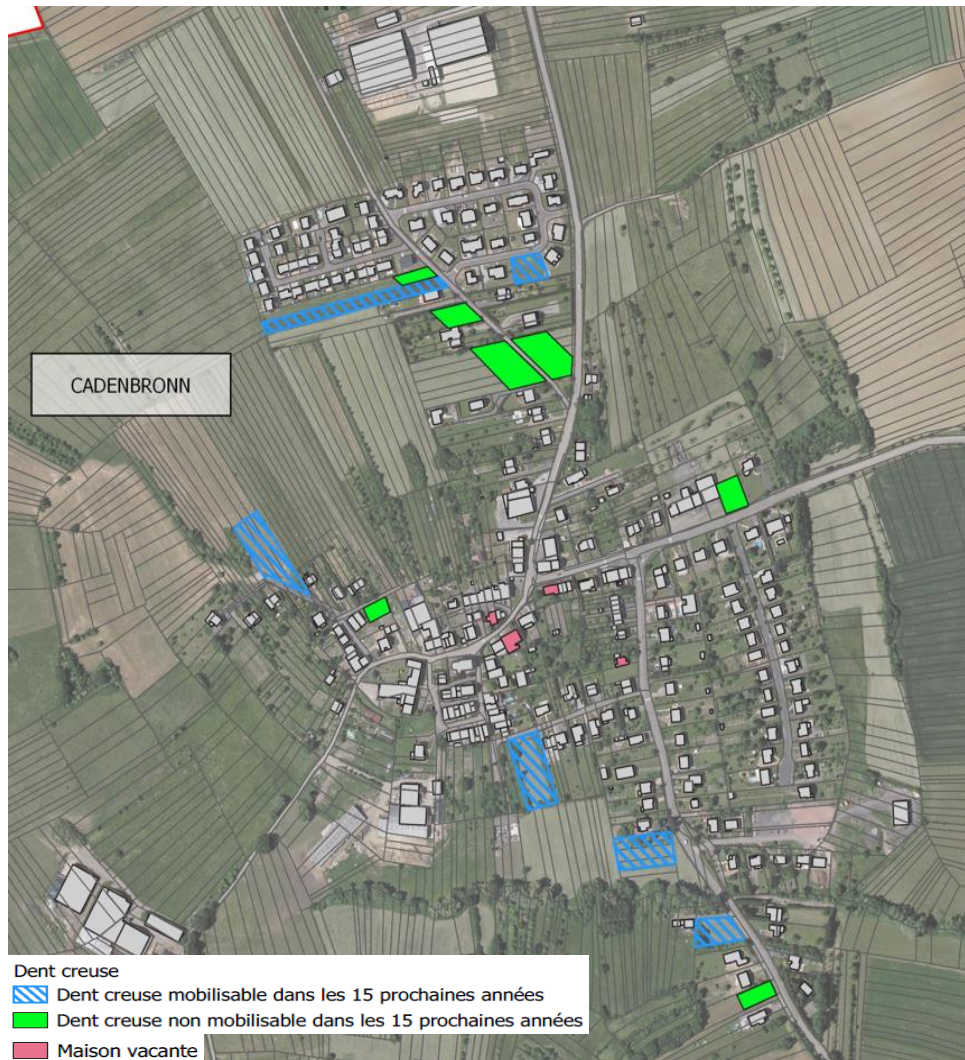 CADENBRONN
Dent creuse
Dent creuse mobilisable dans les 15 prochaines années
Dent creuse non mobilisable dans les 15 prochaines années
Maison vacante